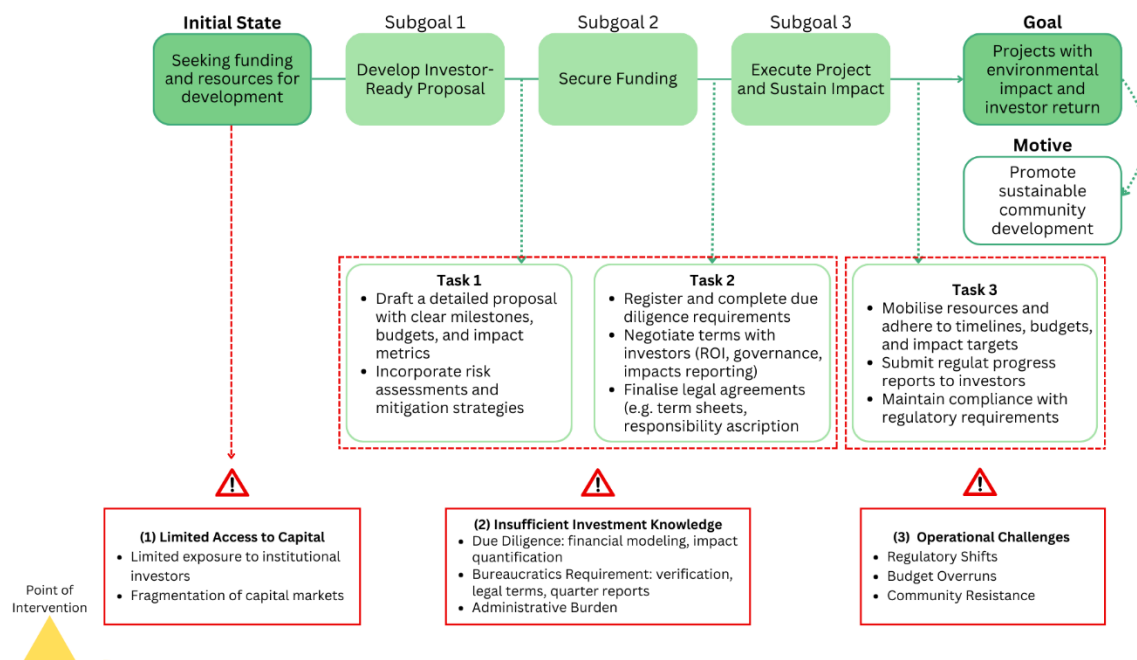 Initial State
Subgoal 1
Subgoal 2
Subgoal 3
Goal
Seeking funding
and resources for
development
Develop Investor-
Ready Proposal
Secure Funding
Execute Project
and Sustain Impact
Projects with
environmental
impact and
investor return
Motive
Promote
sustainable
community
development
Task 1
Draft a detailed proposal
with clear milestones,
budgets, and impact
metrics
Incorporate risk
assessments and
mitigation strategies
Task 2
Register and complete due
diligence requirements
Negotiate terms with
investors (ROI, governance,
impacts reporting)
Finalise legal agreements
(e.g. term sheets,
responsibility ascription
Task 3
Mobilise resources and
adhere to timelines, budgets,
and impact targets
Submit regulat progress
reports to investors
Maintain compliance with
regulatory requirements
(1) Limited Access to Capital
Limited exposure to institutional
investors
Fragmentation of capital markets
(2) Insufficient Investment Knowledge
Due Diligence: financial modeling, impact
quantification
Bureaucratics Requirement: verification,
legal terms, quarter reports
Administrative Burden
(3) Operational Challenges
Regulatory Shifts
Budget Overruns
Community Resistance
Point of
Intervention